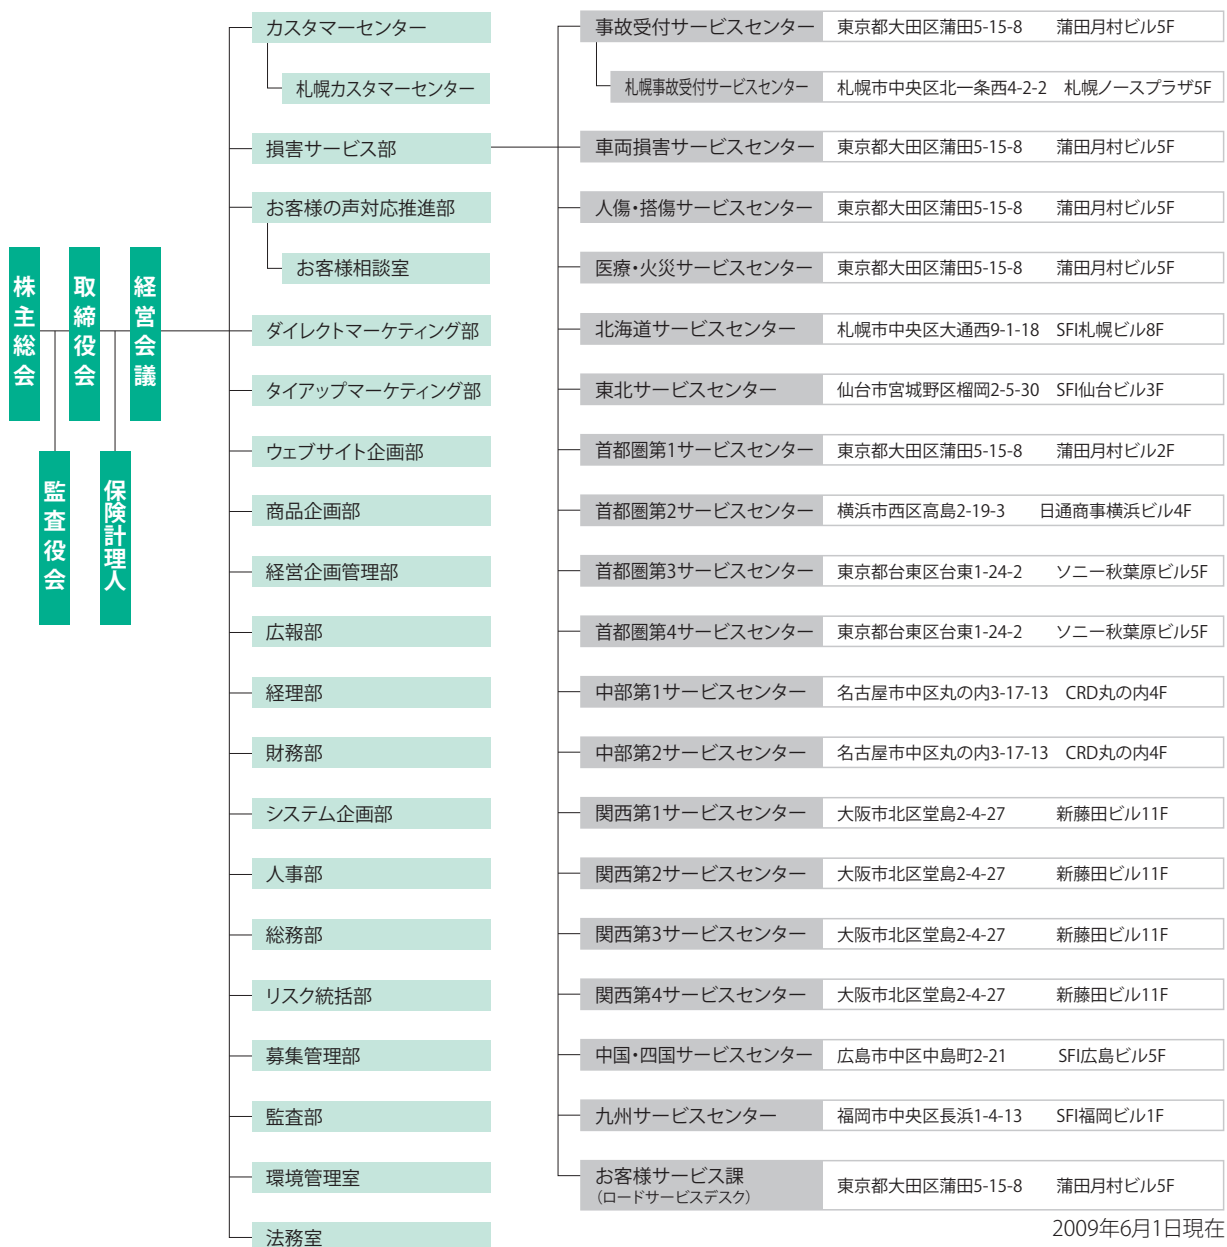 株主総会
取締役会
経営会議
監査役会
保険計理人
カスタマーセンター
札幌カスタマーセンター
損害サービス部
お客様の声対応推進部
お客様相談室
ダイレクトマーケティング部
タイアップマーケティング部
ウェブサイト企画部
商品企画部
経営企画管理部
広報部
経理部
財務部
システム企画部
人事部
総務部
リスク統括部
募集管理部
監査部
環境管理室
法務室
事故受付サービスセンター 東京都大田区蒲田5-15-8 蒲田月村ビル5F
札幌事故受付サービスセンター 札幌市中央区北一条西4-2-2 札幌ノースプラザ5F
車両損害サービスセンター 東京都大田区蒲田5-15-8 蒲田月村ビル5F
人傷・搭傷サービスセンター 東京都大田区蒲田5-15-8 蒲田月村ビル5F
医療・火災サービスセンター 東京都大田区蒲田5-15-8 蒲田月村ビル5F
北海道サービスセンター 札幌市中央区大通西9-1-18 SFI札幌ビル8F
東北サービスセンター 仙台市宮城野区榴岡2-5-30 SFI仙台ビル3F
首都圏第1サービスセンター 東京都大田区蒲田5-15-8 蒲田月村ビル2F
首都圏第2サービスセンター 横浜市西区高島2-19-3 日通商事横浜ビル4F
首都圏第3サービスセンター 東京都台東区台東1-24-2 ソニー秋葉原ビル5F
首都圏第4サービスセンター 東京都台東区台東1-24-2 ソニー秋葉原ビル5F
中部第1サービスセンター 名古屋市中区丸の内3-17-13 CRD丸の内4F
中部第2サービスセンター 名古屋市中区丸の内3-17-13 CRD丸の内4F
関西第1サービスセンター 大阪市北区堂島2-4-27 新藤田ビル11F
関西第2サービスセンター 大阪市北区堂島2-4-27 新藤田ビル11F
関西第3サービスセンター 大阪市北区堂島2-4-27 新藤田ビル11F
関西第4サービスセンター 大阪市北区堂島2-4-27 新藤田ビル11F
中国・四国サービスセンター 広島市中区中島町2-21 SFI広島ビル5F
九州サービスセンター 福岡市中央区長浜1-4-13 SFI福岡ビル1F
お客様サービス課
（ロードサービスデスク） 東京都大田区蒲田5-15-8 蒲田月村ビル5F
2009年6月1日現在